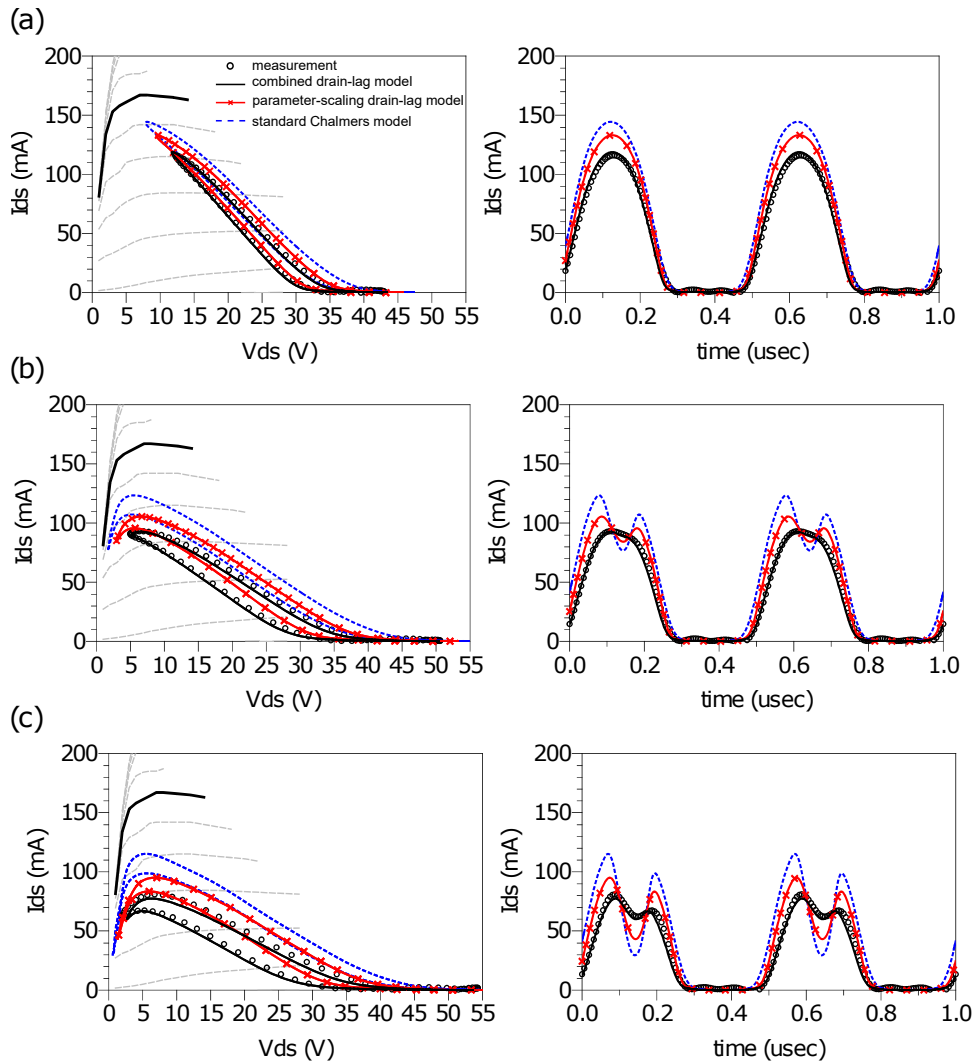 (a)
200
150
100
50
0
Ids (mA)
measurement
combined drain-lag model
parameter-scaling drain-lag model
standard Chalmers model
0 5 10 15 20 25 30 35 40 45 50 55
Vds (V)
200
150
100
50
0
Ids (mA)
0.0 0.2 0.4 0.6 0.8 1.0
time (usec)
(b)
200
150
100
50
0
Ids (mA)
0 5 10 15 20 25 30 35 40 45 50 55
Vds (V)
200
150
100
50
0
Ids (mA)
0.0 0.2 0.4 0.6 0.8 1.0
time (usec)
(c)
200
150
100
50
0
Ids (mA)
0 5 10 15 20 25 30 35 40 45 50 55
Vds (V)
200
150
100
50
0
Ids (mA)
0.0 0.2 0.4 0.6 0.8 1.0
time (usec)